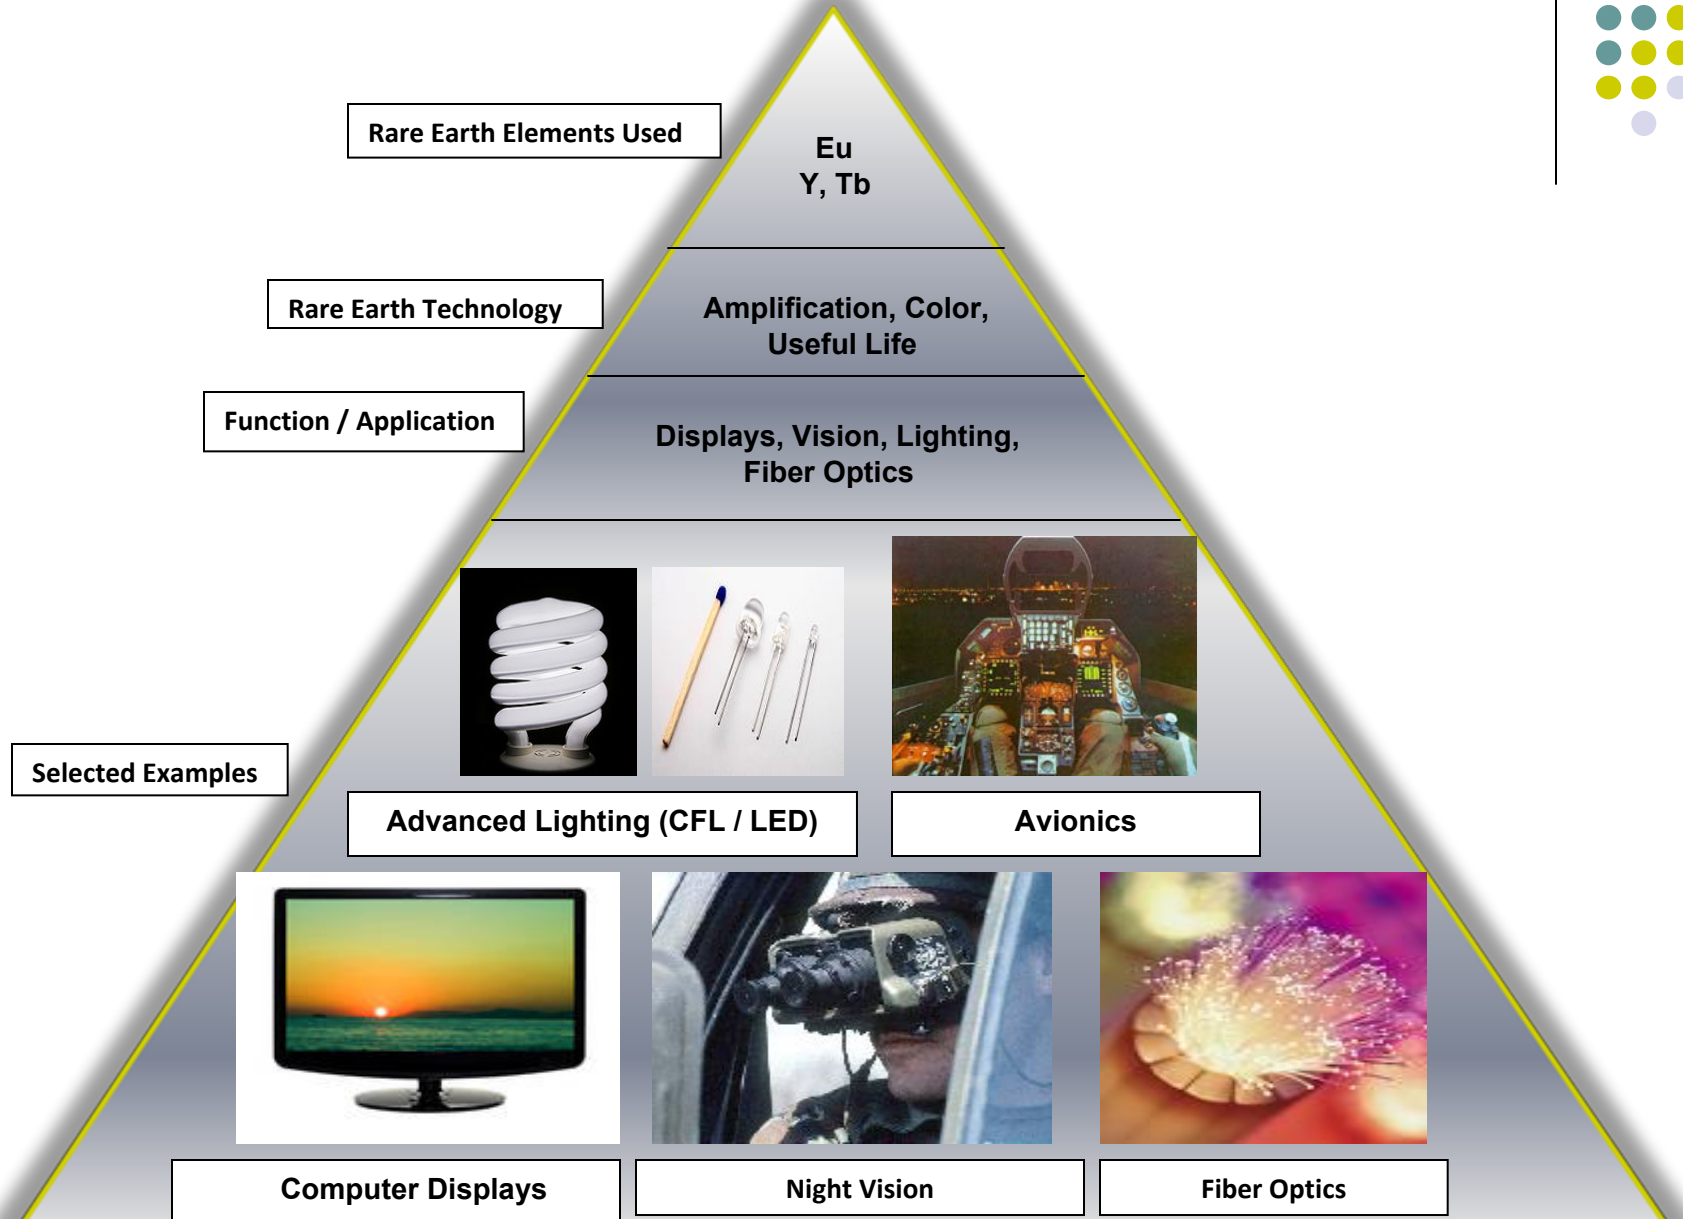 Rare Earth Elements Used
Eu
Y, Tb
Rare Earth Technology
Amplification, Color,
Useful Life
Function / Application
Displays, Vision, Lighting,
Fiber Optics
Selected Examples
Advanced Lighting (CFL / LED)
Avionics
Computer Displays
Night Vision
Fiber Optics